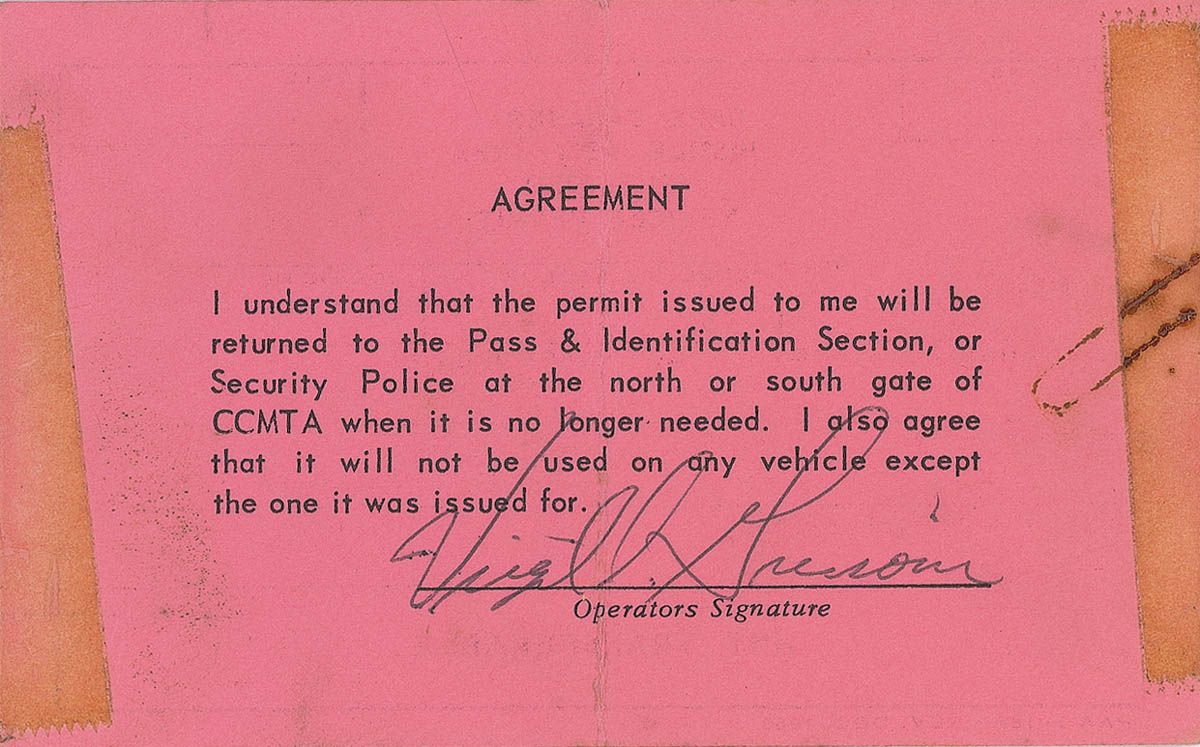 AGREEMENT
I understand that the permit issued to me will be
returned to the Pass & Identification Section, or
Security Police at the north or south gate of
CCMTA when it is no longer needed. I also agree
that it will not be used on any vehicle except
the one it was issued for.
Virgil I. Grissom
Operators Signature